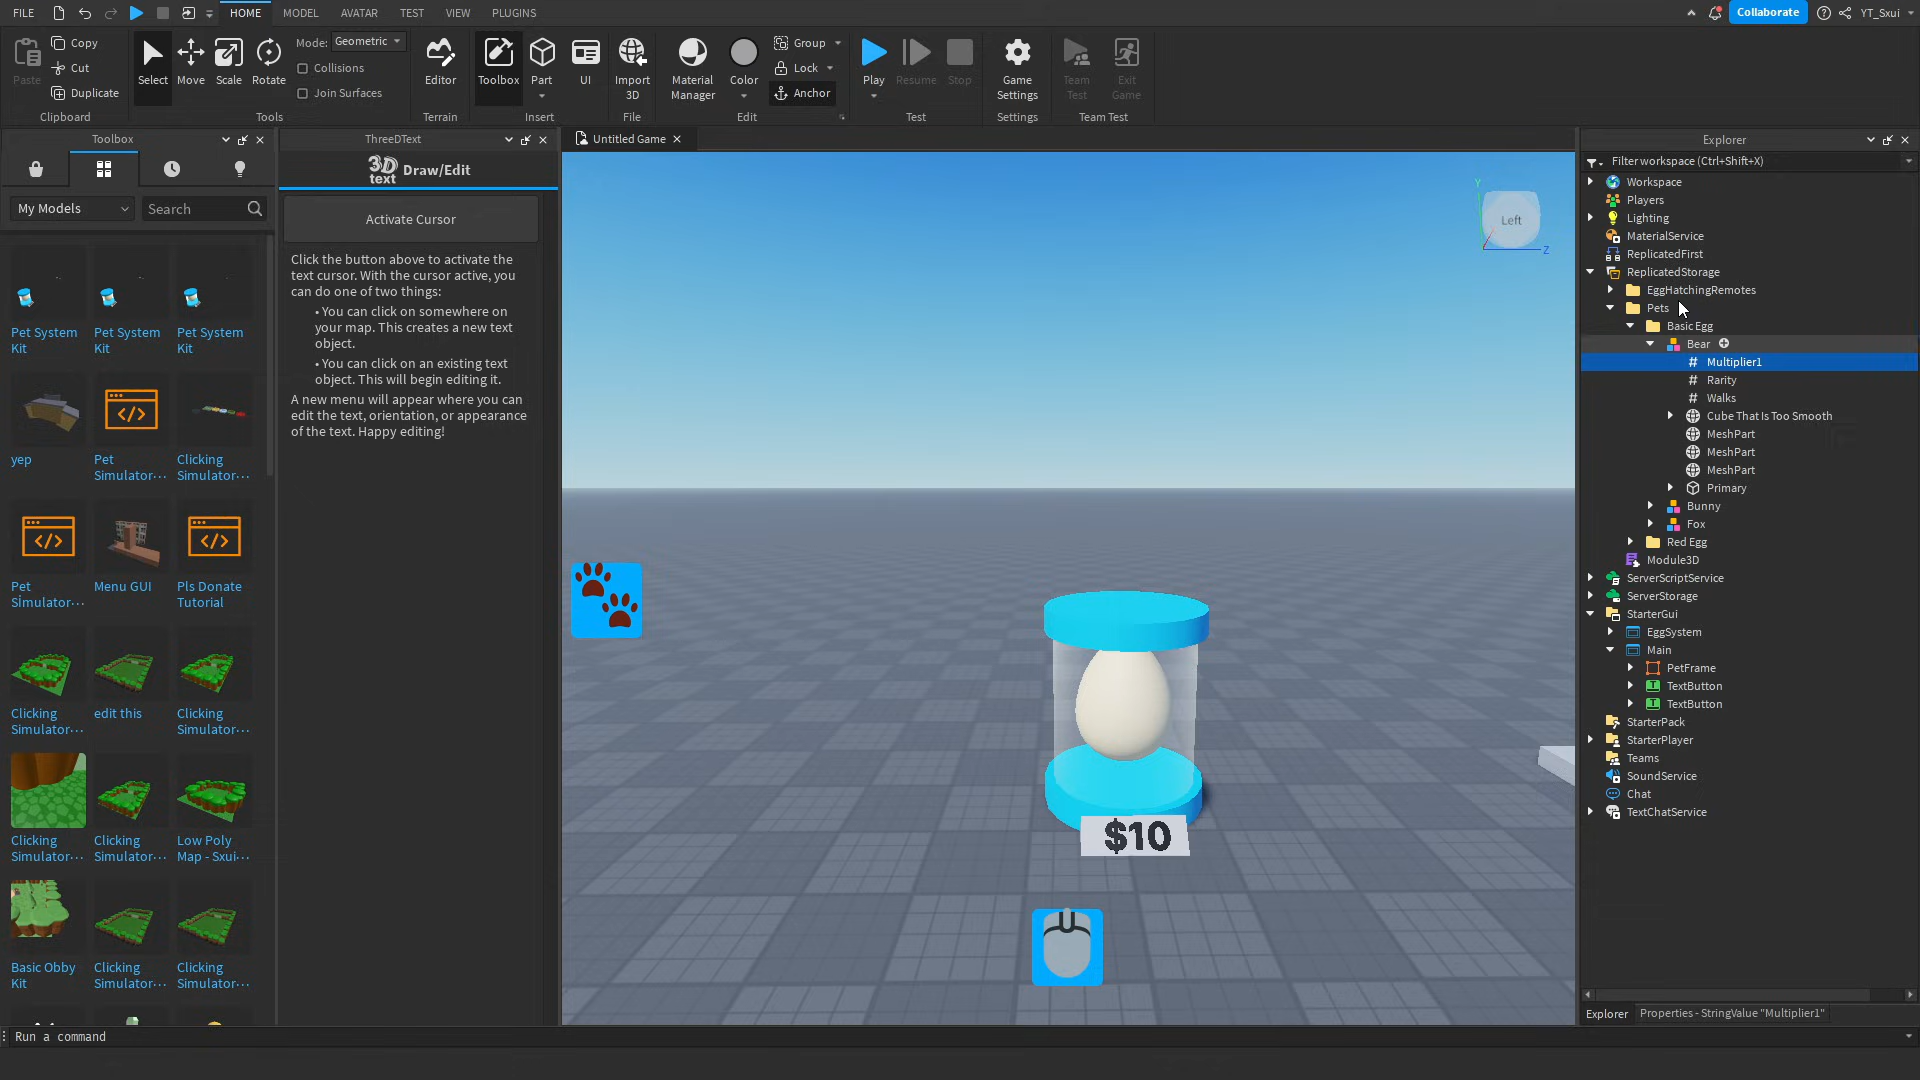 FILE
HOME
MODEL
AVATAR
TEST
VIEW
PLUGINS
Collaborate
YT_Sxui
Paste
Copy
Cut
Duplicate
Clipboard
Select
Move
Scale
Rotate
Mode:
Geometric
Collisions
Join Surfaces
Tools
Editor
Terrain
Toolbox
Part
UI
Insert
Import
3D
File
Material
Manager
Color
Group
Lock
Anchor
Edit
Play
Resume
Stop
Test
Game
Settings
Settings
Team
Test
Exit
Game
Team Test
Toolbox
My Models
Search
Pet System
Kit
Pet System
Kit
Pet System
Kit
yep
Pet
Simulator···
Clicking
Simulator···
Pet
Simulator···
Menu GUI
Pls Donate
Tutorial
Clicking
Simulator···
edit this
Clicking
Simulator···
Clicking
Simulator···
Clicking
Simulator···
Low Poly
Map - Sxui···
Basic Obby
Kit
Clicking
Simulator···
Clicking
Simulator···
ThreeDText
3D
text
Draw/Edit
Activate Cursor
Click the button above to activate the
text cursor. With the cursor active, you
can do one of two things:
• You can click on somewhere on
your map. This creates a new text
object.
• You can click on an existing text
object. This will begin editing it.
A new menu will appear where you can
edit the text, orientation, or appearance
of the text. Happy editing!
Untitled Game
Y
Left
Z
$10
Explorer
Filter workspace (Ctrl+Shift+X)
Workspace
Players
Lighting
MaterialService
ReplicatedFirst
ReplicatedStorage
EggHatchingRemotes
Pets
Basic Egg
Bear
Multiplier1
Rarity
Walks
Cube That Is Too Smooth
MeshPart
MeshPart
MeshPart
Primary
Bunny
Fox
Red Egg
Module3D
ServerScriptService
ServerStorage
StarterGui
EggSystem
Main
PetFrame
TextButton
TextButton
StarterPack
StarterPlayer
Teams
SoundService
Chat
TextChatService
Explorer
Properties - StringValue "Multiplier1"
Run a command